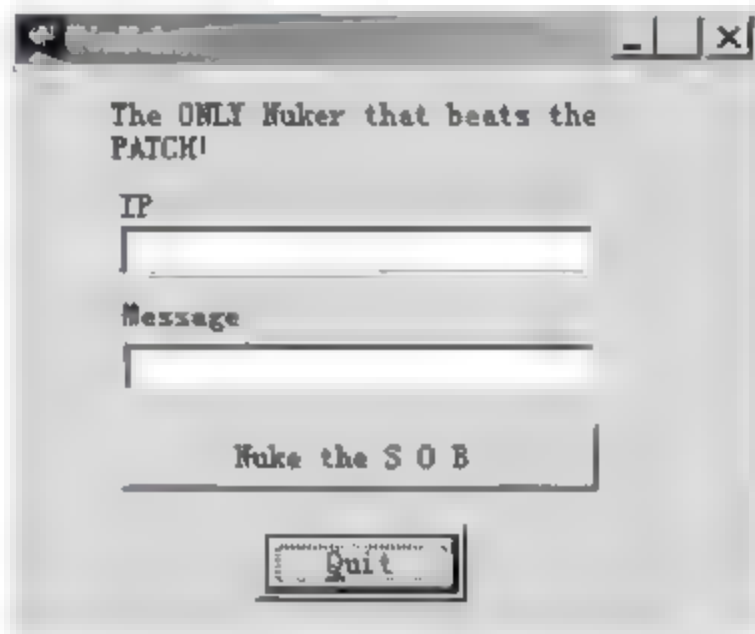 The ONLY Nuker that beats the
PATCH!
IP
Message
Nuke the S O B
Quit